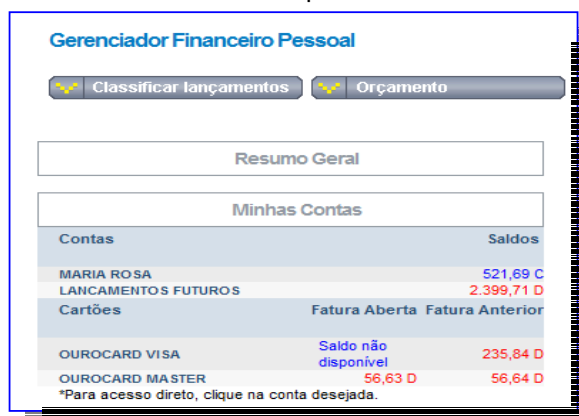 Gerenciador Financeiro Pessoal
Classificar lançamentos Orçamento
Resumo Geral
Minhas Contas
Contas Saldos
MARIA ROSA 521,69 C
LANCAMENTOS FUTUROS 2.399,71 D
Cartões Fatura Aberta Fatura Anterior
OUROCARD VISA Saldo não disponível 235,84 D
OUROCARD MASTER 56,63 D 56,64 D
*Para acesso direto, clique na conta desejada.